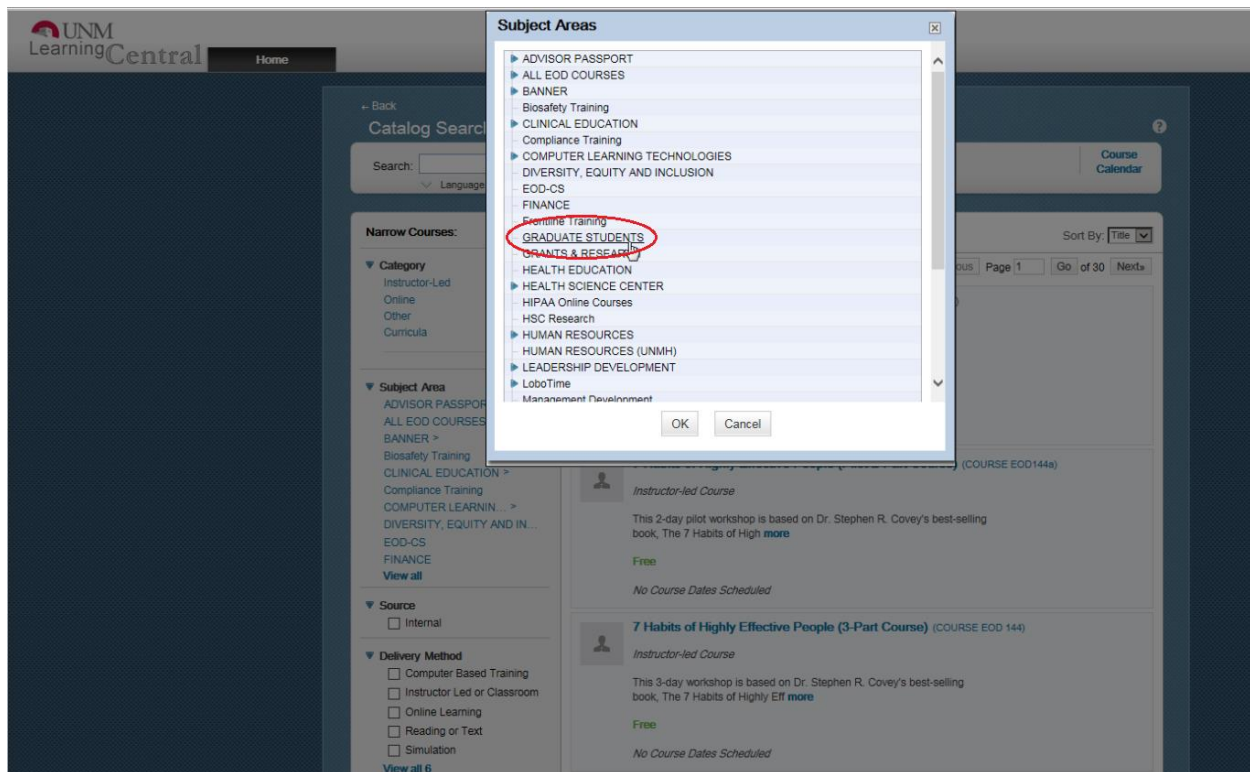 UNM
LearningCentral
Home
← Back
Catalog Search
Search:
Language
Course
Calendar
Narrow Courses:
Category
Instructor-Led
Online
Other
Curricula
Subject Area
ADVISOR PASSPOR
ALL EOD COURSES
BANNER >
Biosafety Training
CLINICAL EDUCATION >
Compliance Training
COMPUTER LEARNIN... >
DIVERSITY, EQUITY AND IN...
EOD-CS
FINANCE
View all
Source
Internal
Delivery Method
Computer Based Training
Instructor Led or Classroom
Online Learning
Reading or Text
Simulation
View all 6
Subject Areas
ADVISOR PASSPORT
ALL EOD COURSES
BANNER
Biosafety Training
CLINICAL EDUCATION
Compliance Training
COMPUTER LEARNING TECHNOLOGIES
DIVERSITY, EQUITY AND INCLUSION
EOD-CS
FINANCE
Frontline Training
GRADUATE STUDENTS
GRANTS & RESEARCH
HEALTH EDUCATION
HEALTH SCIENCE CENTER
HIPAA Online Courses
HSC Research
HUMAN RESOURCES
HUMAN RESOURCES (UNMH)
LEADERSHIP DEVELOPMENT
LoboTime
Management Development
OK Cancel
Sort By: Title
ous Page 1 Go of 30 Next»
(COURSE EOD144a)
Instructor-led Course
This 2-day pilot workshop is based on Dr. Stephen R. Covey's best-selling
book, The 7 Habits of High more
Free
No Course Dates Scheduled
7 Habits of Highly Effective People (3-Part Course) (COURSE EOD 144)
Instructor-led Course
This 3-day workshop is based on Dr. Stephen R. Covey's best-selling
book, The 7 Habits of Highly Eff more
Free
No Course Dates Scheduled